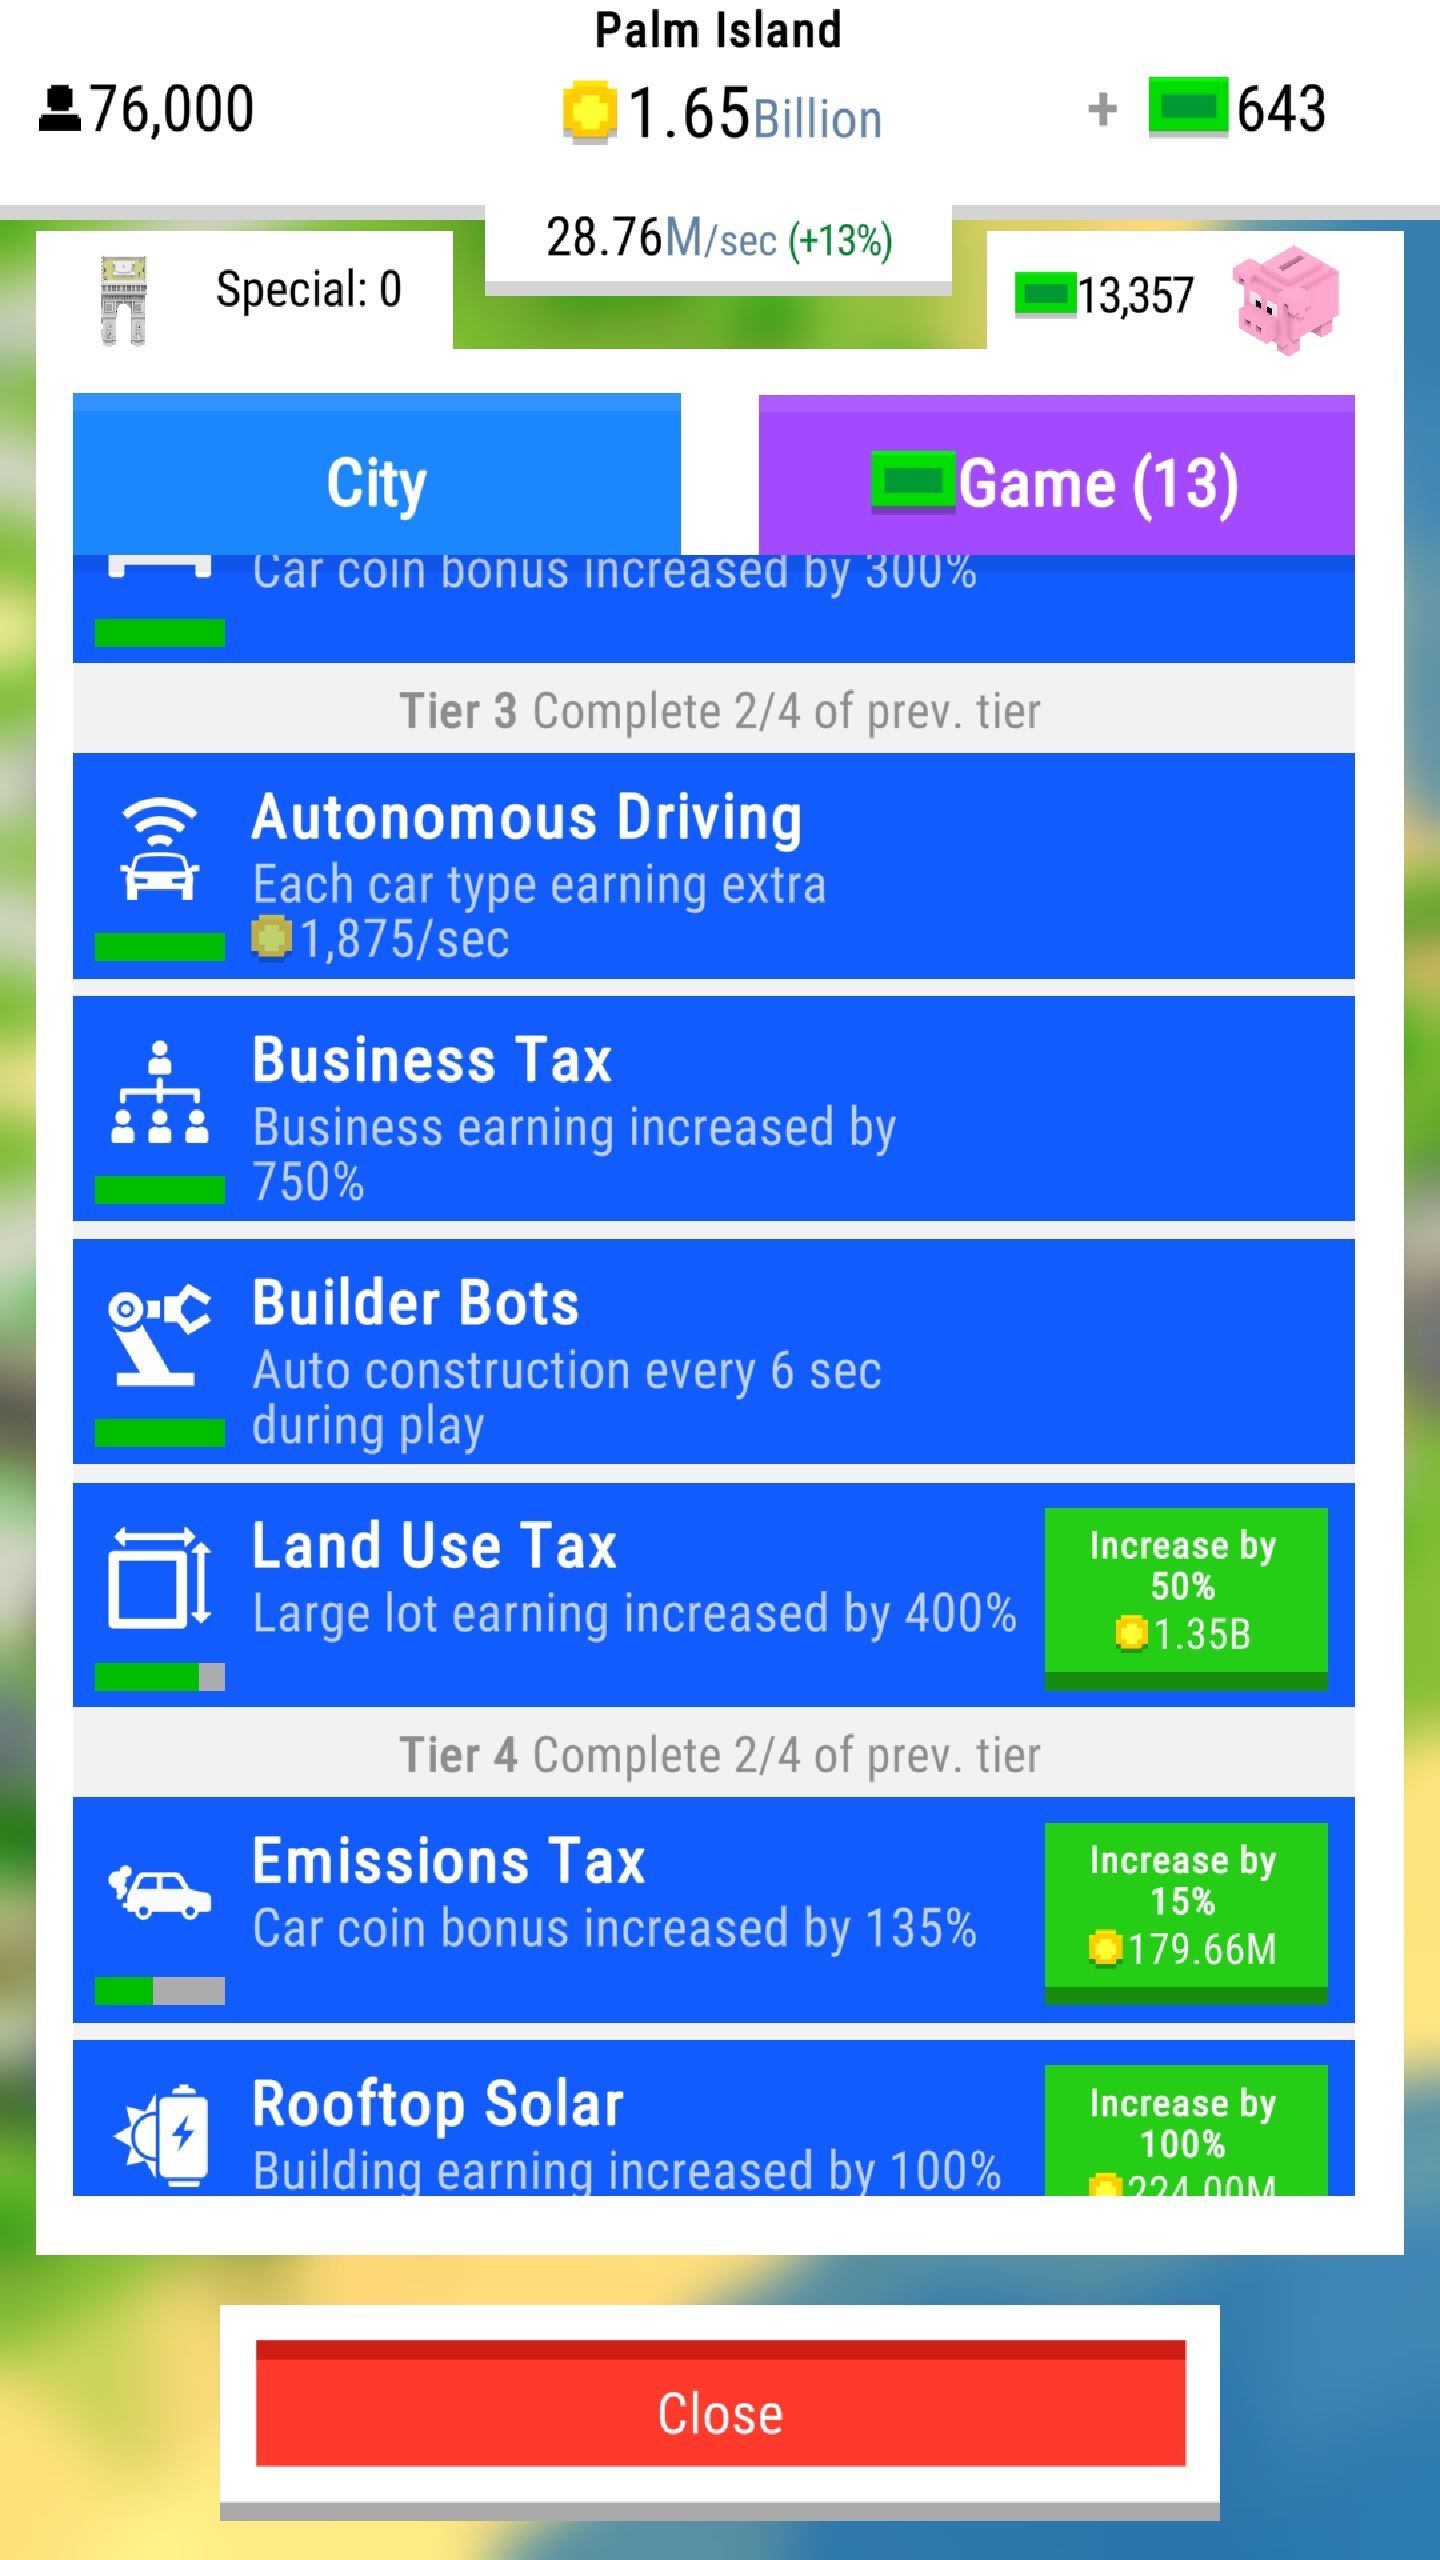 Palm Island
76,000
1.65Billion
+ 643
28.76M/sec (+13%)
Special: 0
13,357
City
Game (13)
Car coin bonus increased by 300%
Tier 3 Complete 2/4 of prev. tier
Autonomous Driving
Each car type earning extra
1,875/sec
Business Tax
Business earning increased by
750%
Builder Bots
Auto construction every 6 sec
during play
Land Use Tax
Large lot earning increased by 400%
Increase by
50%
1.35B
Tier 4 Complete 2/4 of prev. tier
Emissions Tax
Car coin bonus increased by 135%
Increase by
15%
179.66M
Rooftop Solar
Building earning increased by 100%
Increase by
100%
224.00M
Close